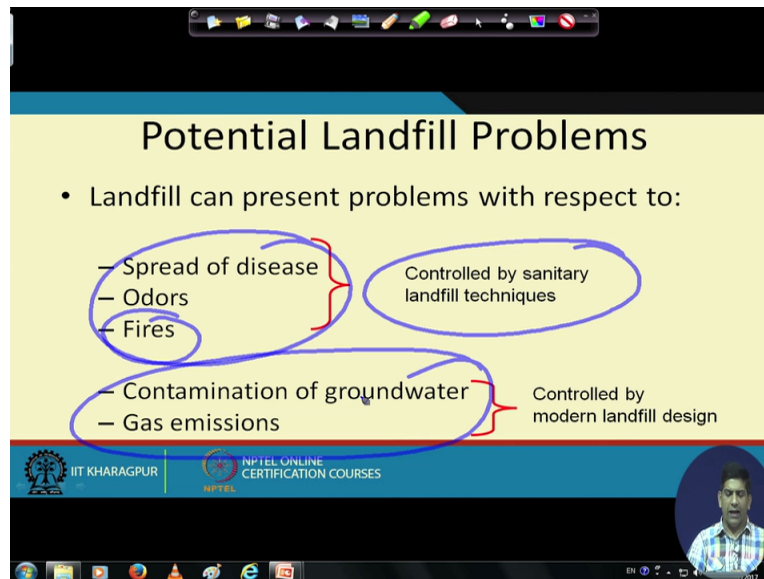 Potential Landfill Problems
• Landfill can present problems with respect to:
– Spread of disease
– Odors
– Fires
Controlled by sanitary
landfill techniques
– Contamination of groundwater
– Gas emissions
Controlled by
modern landfill design
IIT KHARAGPUR
NPTEL
NPTEL ONLINE
CERTIFICATION COURSES
EN